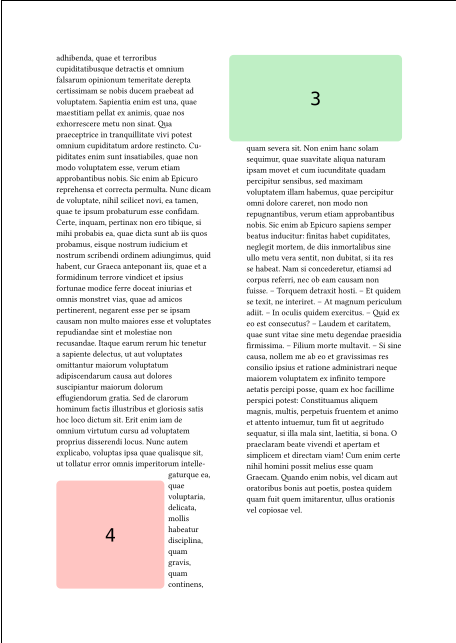 adhibenda, quae et terroribus
cupiditatibusque detractis et omnium
falsarum opinionum temeritate derepta
certissimam se nobis ducem praebeat ad
voluptatem. Sapientia enim est una, quae
maestitiam pellat ex animis, quae nos
exhorrescere metu non sinat. Qua
praeceptrice in tranquillitate vivi potest
omnium cupiditatum ardore restincto. Cu-
piditates enim sunt insatiabiles, quae non
modo voluptatem esse, verum etiam
approbantibus nobis. Sic enim ab Epicuro
reprehensa et correcta permulta. Nunc dicam
de voluptate, nihil scilicet novi, ea tamen,
quae te ipsum probaturum esse confidam.
Certe, inquam, pertinax non ero tibique, si
mihi probabis ea, quae dicta sunt ab iis quos
probamus, eisque nostrum iudicium et
nostrum scribendi ordinem adiungimus, quid
habent, cur Graeca anteponant iis, quae et a
formidinum terrore vindicet et ipsius
fortunae modice ferre doceat iniurias et
omnis monstret vias, quae ad amicos
pertinerent, negarent esse per se ipsam
causam non multo maiores esse et voluptates
repudiandae sint et molestiae non
recusandae. Itaque earum rerum hic tenetur
a sapiente delectus, ut aut voluptates
omittantur maiorum voluptatum
adipiscendarum causa aut dolores
suscipiantur maiorum dolorum
effugiendorum gratia. Sed de clarorum
hominum factis illustribus et gloriosis satis
hoc loco dictum sit. Erit enim iam de
omnium virtutum cursu ad voluptatem
proprius disserendi locus. Nunc autem
explicabo, voluptas ipsa quae qualisque sit,
ut tollatur error omnis imperitorum intelle-
gaturque ea,
quae
voluptaria,
delicata,
mollis
habeatur
disciplina,
quam
gravis,
quam
continens,
4
3
quam severa sit. Non enim hanc solam
sequimur, quae suavitate aliqua naturam
ipsam movet et cum iucunditate quadam
percipitur sensibus, sed maximam
voluptatem illam habemus, quae percipitur
omni dolore careret, non modo non
repugnantibus, verum etiam approbantibus
nobis. Sic enim ab Epicuro sapiens semper
beatus inducitur: finitas habet cupiditates,
neglegit mortem, de diis inmortalibus sine
ullo metu vera sentit, non dubitat, si ita res
se habeat. Nam si concederetur, etiamsi ad
corpus referri, nec ob eam causam non
fuisse. – Torquem detraxit hosti. – Et quidem
se texit, ne interiret. – At magnum periculum
adiit. – In oculis quidem exercitus. – Quid ex
eo est consecutus? – Laudem et caritatem,
quae sunt vitae sine metu degendae praesidia
firmissima. – Filium morte multavit. – Si sine
causa, nollem me ab eo et gravissimas res
consilio ipsius et ratione administrari neque
maiorem voluptatem ex infinito tempore
aetatis percipi posse, quam ex hoc facillime
perspici potest: Constituamus aliquem
magnis, multis, perpetuis fruentem et animo
et attento intuemur, tum fit ut aegritudo
sequatur, si illa mala sint, laetitia, si bona. O
praeclaram beate vivendi et apertam et
simplicem et directam viam! Cum enim certe
nihil homini possit melius esse quam
Graecam. Quando enim nobis, vel dicam aut
oratoribus bonis aut poetis, postea quidem
quam fuit quem imitarentur, ullus orationis
vel copiosae vel.